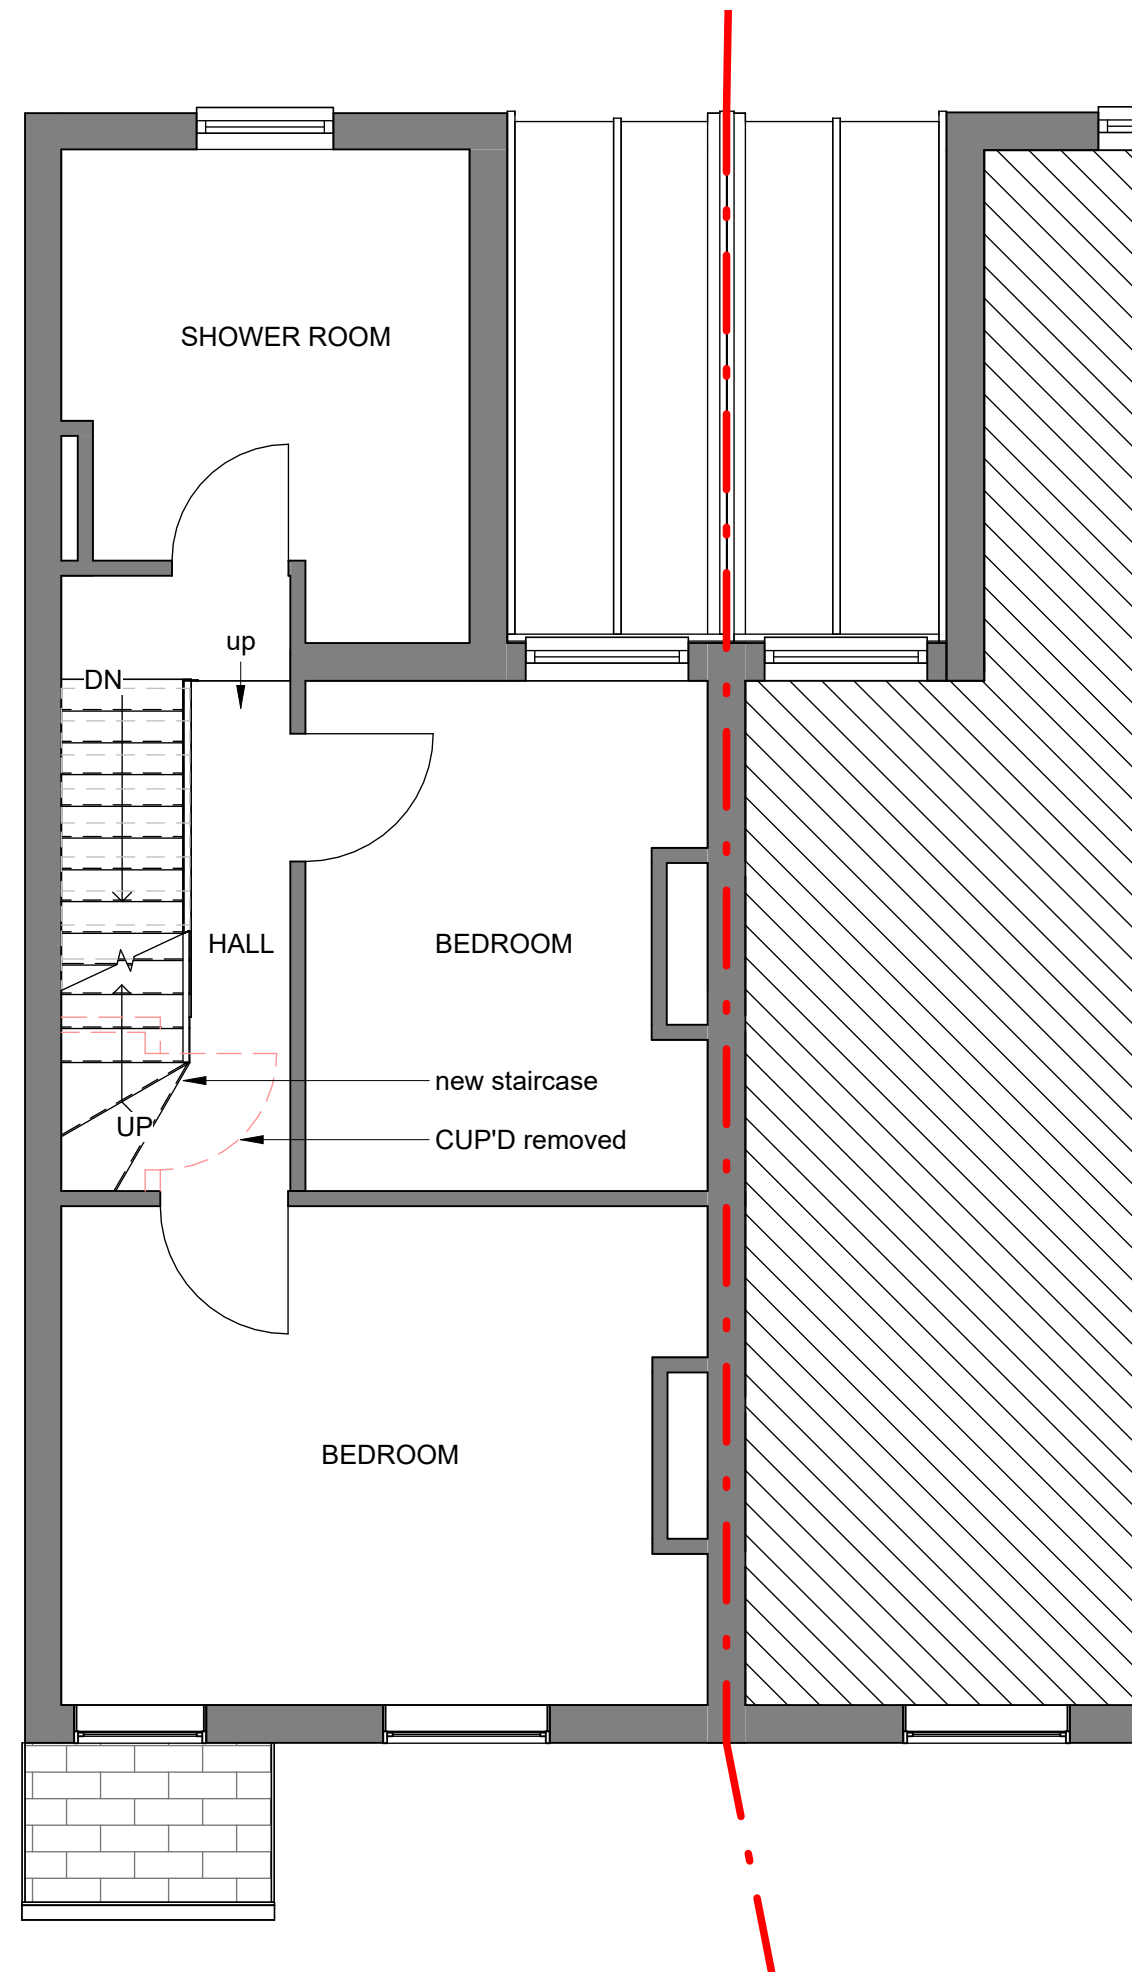 SHOWER ROOM
up
DN
HALL
BEDROOM
new staircase
UP
CUP'D removed
BEDROOM